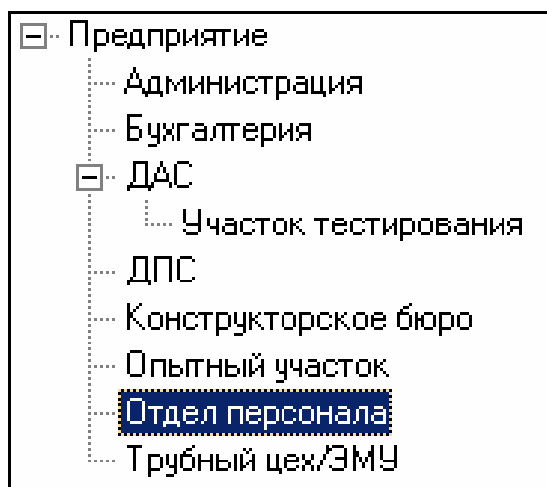 Предприятие
Администрация
Бухгалтерия
ДАС
Участок тестирования
ДПС
Конструкторское бюро
Опытный участок
Отдел персонала
Трубный цех/ЭМУ